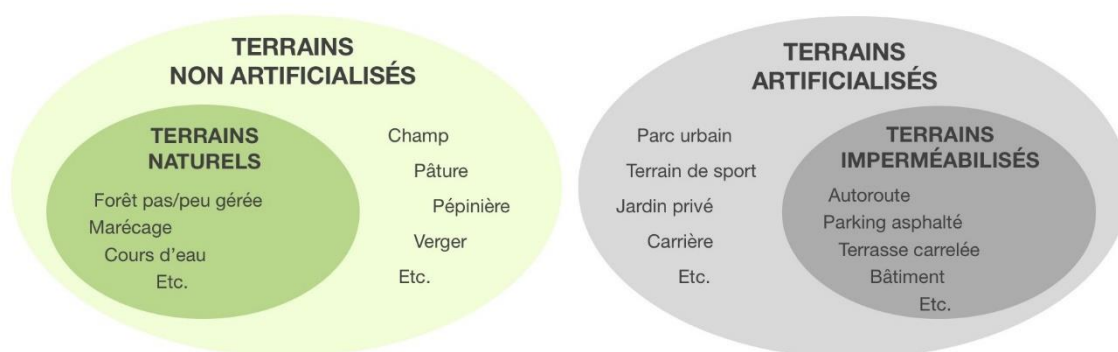 TERRAINS
NON ARTIFICIALISÉS
TERRAINS
NATURELS
Forêt pas/peu gérée
Marécage
Cours d'eau
Etc.
Champ
Pâture
Pépinière
Verger
Etc.
TERRAINS
ARTIFICIALISÉS
Parc urbain
Terrain de sport
Jardin privé
Carrière
Etc.
TERRAINS
IMPERMÉABILISÉS
Autoroute
Parking asphalté
Terrasse carrelée
Bâtiment
Etc.